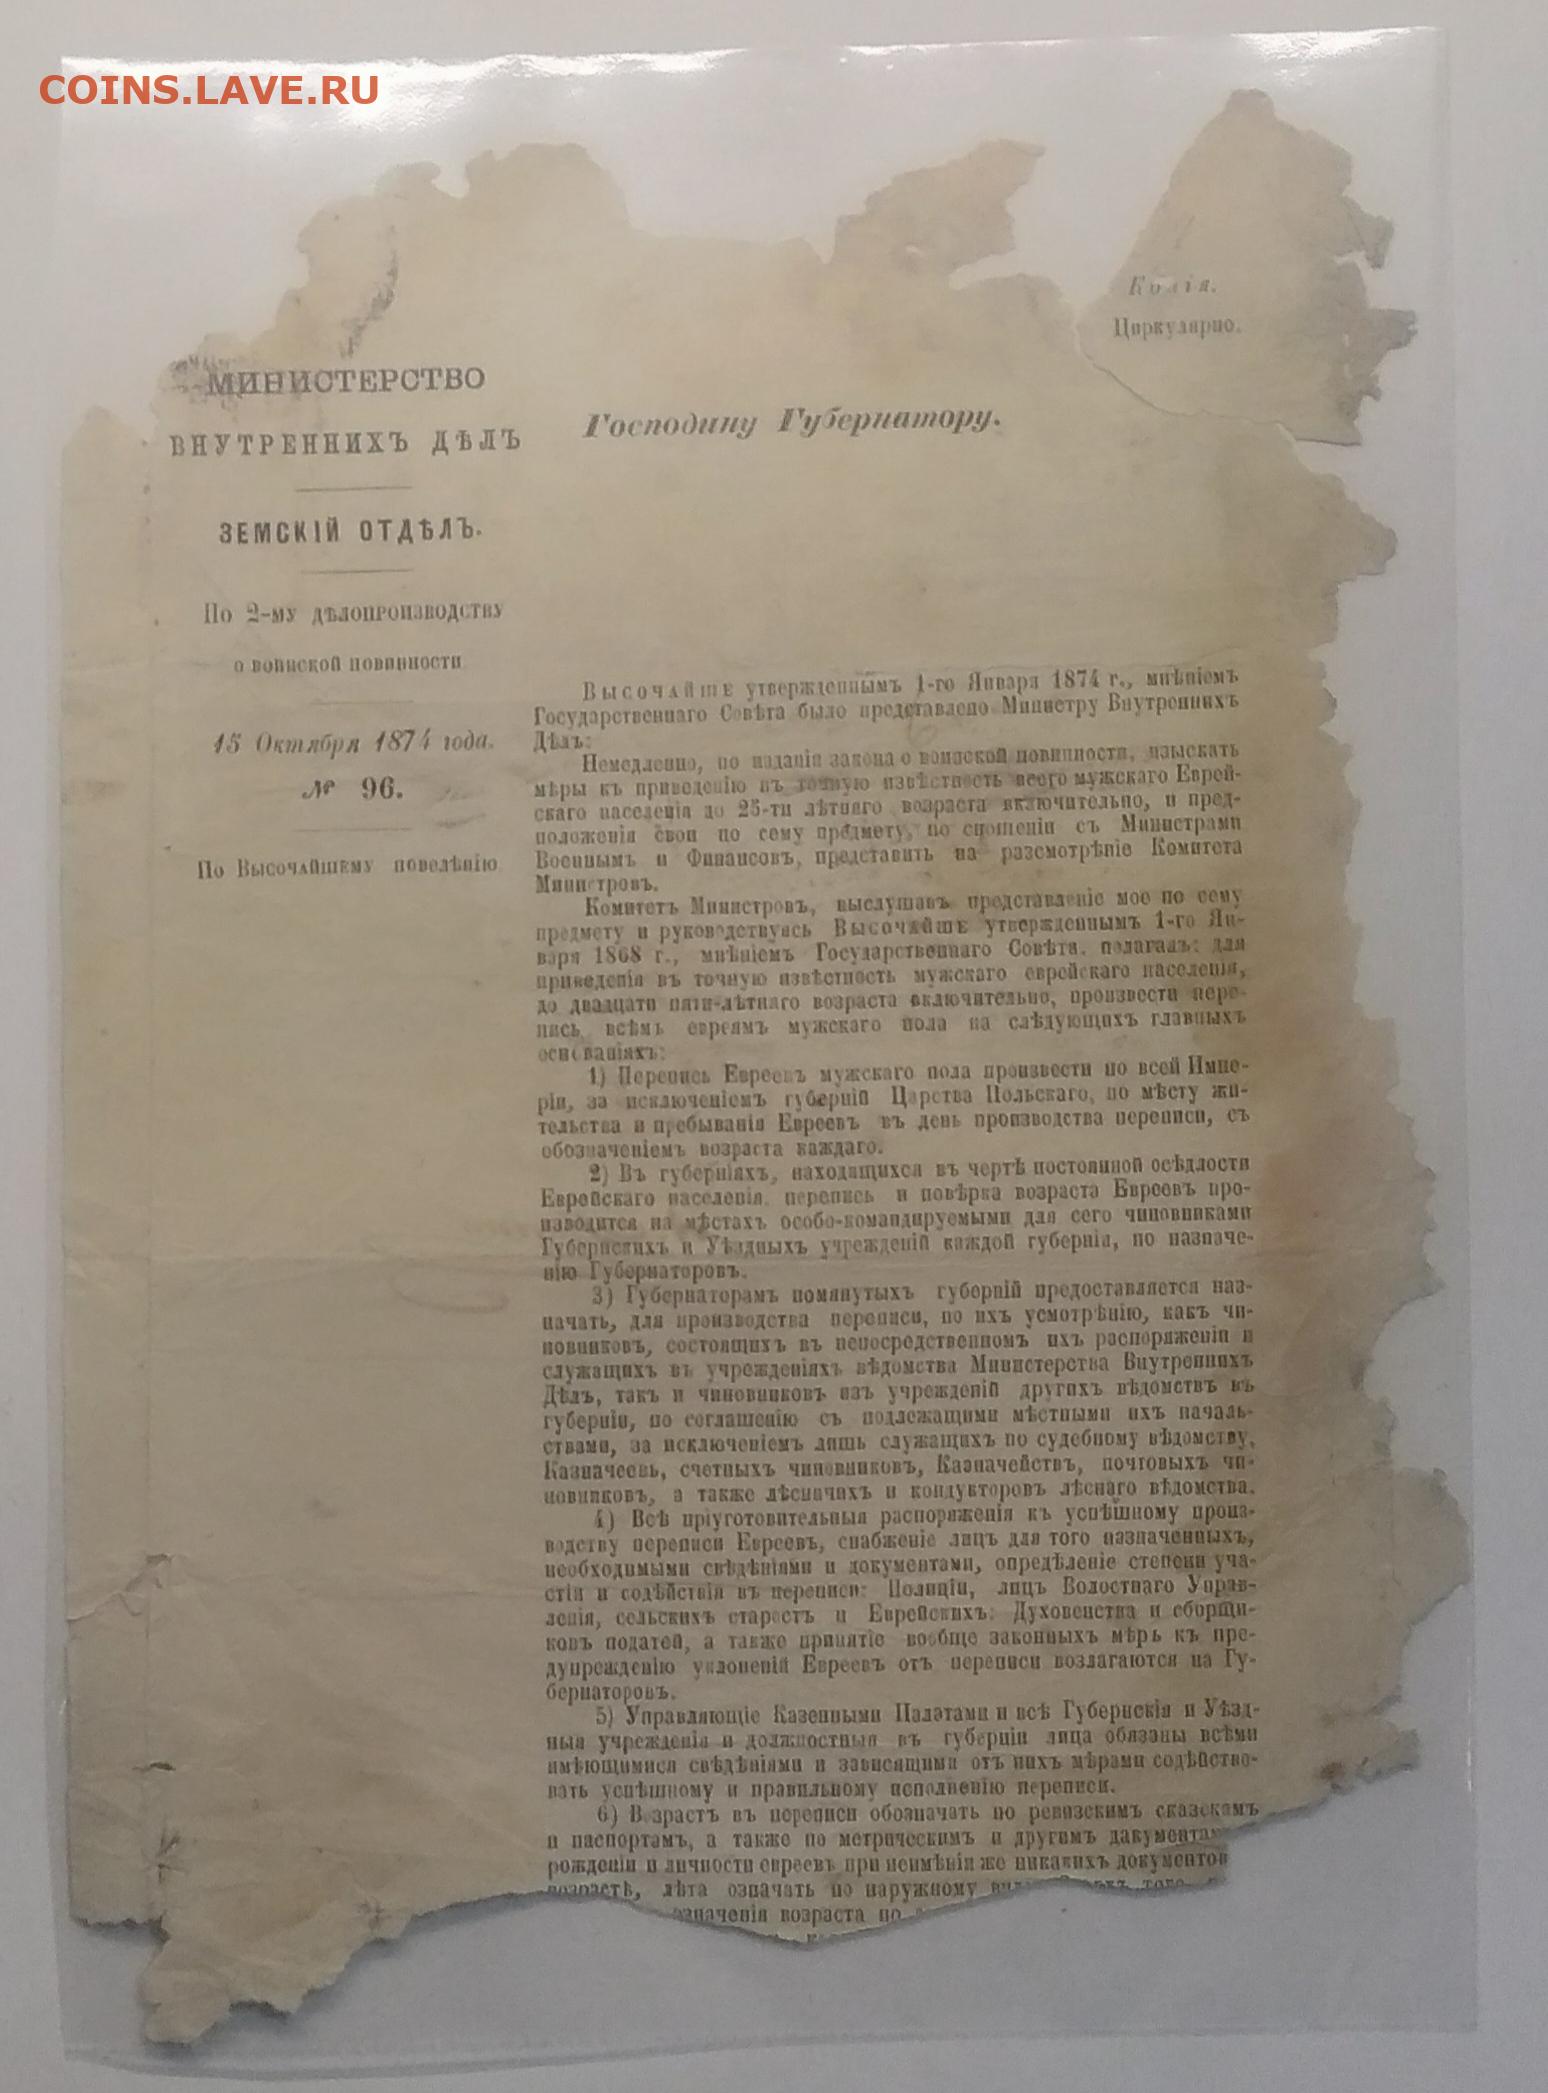 COINS.LAVE.RU
Копія.
Циркулярно.
МИНИСТЕРСТВО
ВНУТРЕННИХЪ ДѢЛЪ
ЗЕМСКІЙ ОТДѢЛЪ.
По 2-му дѣлопроизводству
о воинской повинности
15 Октября 1874 года.
№ 96.
По Высочайшему повелѣнію
Господину Губернатору.
Высочайше утвержденнымъ 1-го Января 1874 г., мнѣніемъ
Государственнаго Совѣта было представлено Министру Внутреннихъ
Дѣлъ:
Немедленно, по изданіи закона о воинской повинности, изыскать
мѣры къ приведенію въ точную извѣстность всего мужскаго Еврей-
скаго населенія до 25-ти лѣтняго возраста включительно, и пред-
положенія свои по сему предмету, по сношеніи съ Министрами
Военнымъ и Финансовъ, представить на разсмотрѣніе Комитета
Министровъ.
Комитетъ Министровъ, выслушавъ представленіе мое по сему
предмету и руководствуясь Высочайше утвержденнымъ 1-го Ян-
варя 1868 г., мнѣніемъ Государственнаго Совѣта. полагалъ: для
приведенія въ точную извѣстность мужскаго еврейскаго населенія,
до двадцати пяти-лѣтняго возраста включительно, произвести пере-
пись всѣмъ евреямъ мужскаго пола на слѣдующихъ главныхъ
основаніяхъ:
1) Перепись Евреевъ мужскаго пола произвести по всей Импе-
ріи, за исключеніемъ губерній Царства Польскаго, по мѣсту жи-
тельства и пребыванія Евреевъ въ день производства переписи, съ
обозначеніемъ возраста каждаго.
2) Въ губерніяхъ, находящихся въ чертѣ постоянной осѣдлости
Еврейскаго населенія, перепись и повѣрка возраста Евреевъ про-
изводится на мѣстахъ особо-командируемыми для сего чиновниками
Губернскихъ и Уѣздныхъ учрежденій каждой губерніи, по назначе-
нію Губернаторовъ.
3) Губернаторамъ помянутыхъ губерній предоставляется наз-
начать, для производства переписи, по ихъ усмотрѣнію, какъ чи-
новниковъ, состоящихъ въ непосредственномъ ихъ распоряженіи и
служащихъ въ учрежденіяхъ вѣдомства Министерства Внутреннихъ
Дѣлъ, такъ и чиновниковъ изъ учрежденій другихъ вѣдомствъ въ
губерніи, по соглашенію съ подлежащими мѣстными ихъ началь-
ствами, за исключеніемъ лишь служащихъ по судебному вѣдомству,
Казначеевъ, счетныхъ чиновниковъ, Казначействъ, почтовыхъ чи-
новниковъ, а также лѣсничихъ и кондукторовъ лѣснаго вѣдомства.
4) Всѣ пріуготовительныя распоряженія къ успѣшному произ-
водству переписи Евреевъ, снабженіе лицъ для того назначенныхъ,
необходимыми свѣдѣніями и документами, опредѣленіе степени уча-
стія и содѣйствія въ переписи: Полиціи, лицъ Волостнаго Управ-
ленія, сельскихъ старостъ и Еврейскихъ: Духовенства и сборщи-
ковъ податей, а также принятіе вообще законныхъ мѣръ къ пре-
дупрежденію уклоненій Евреевъ отъ переписи возлагаются на Гу-
бернаторовъ.
5) Управляющіе Казенными Палатами и всѣ Губернскія и Уѣзд-
ныя учрежденія и должностныя въ губерніи лица обязаны всѣми
имѣющимися свѣдѣніями и зависящими отъ нихъ мѣрами содѣйство-
вать успѣшному и правильному исполненію переписи.
6) Возрастъ въ переписи обозначать по ревизскимъ сказкамъ
и паспортамъ, а также по метрическимъ и другимъ
рожденіи и личности евреевъ при неимѣніи же никакихъ документов
возрастѣ, лѣта означать по наружному
значенія возраста по